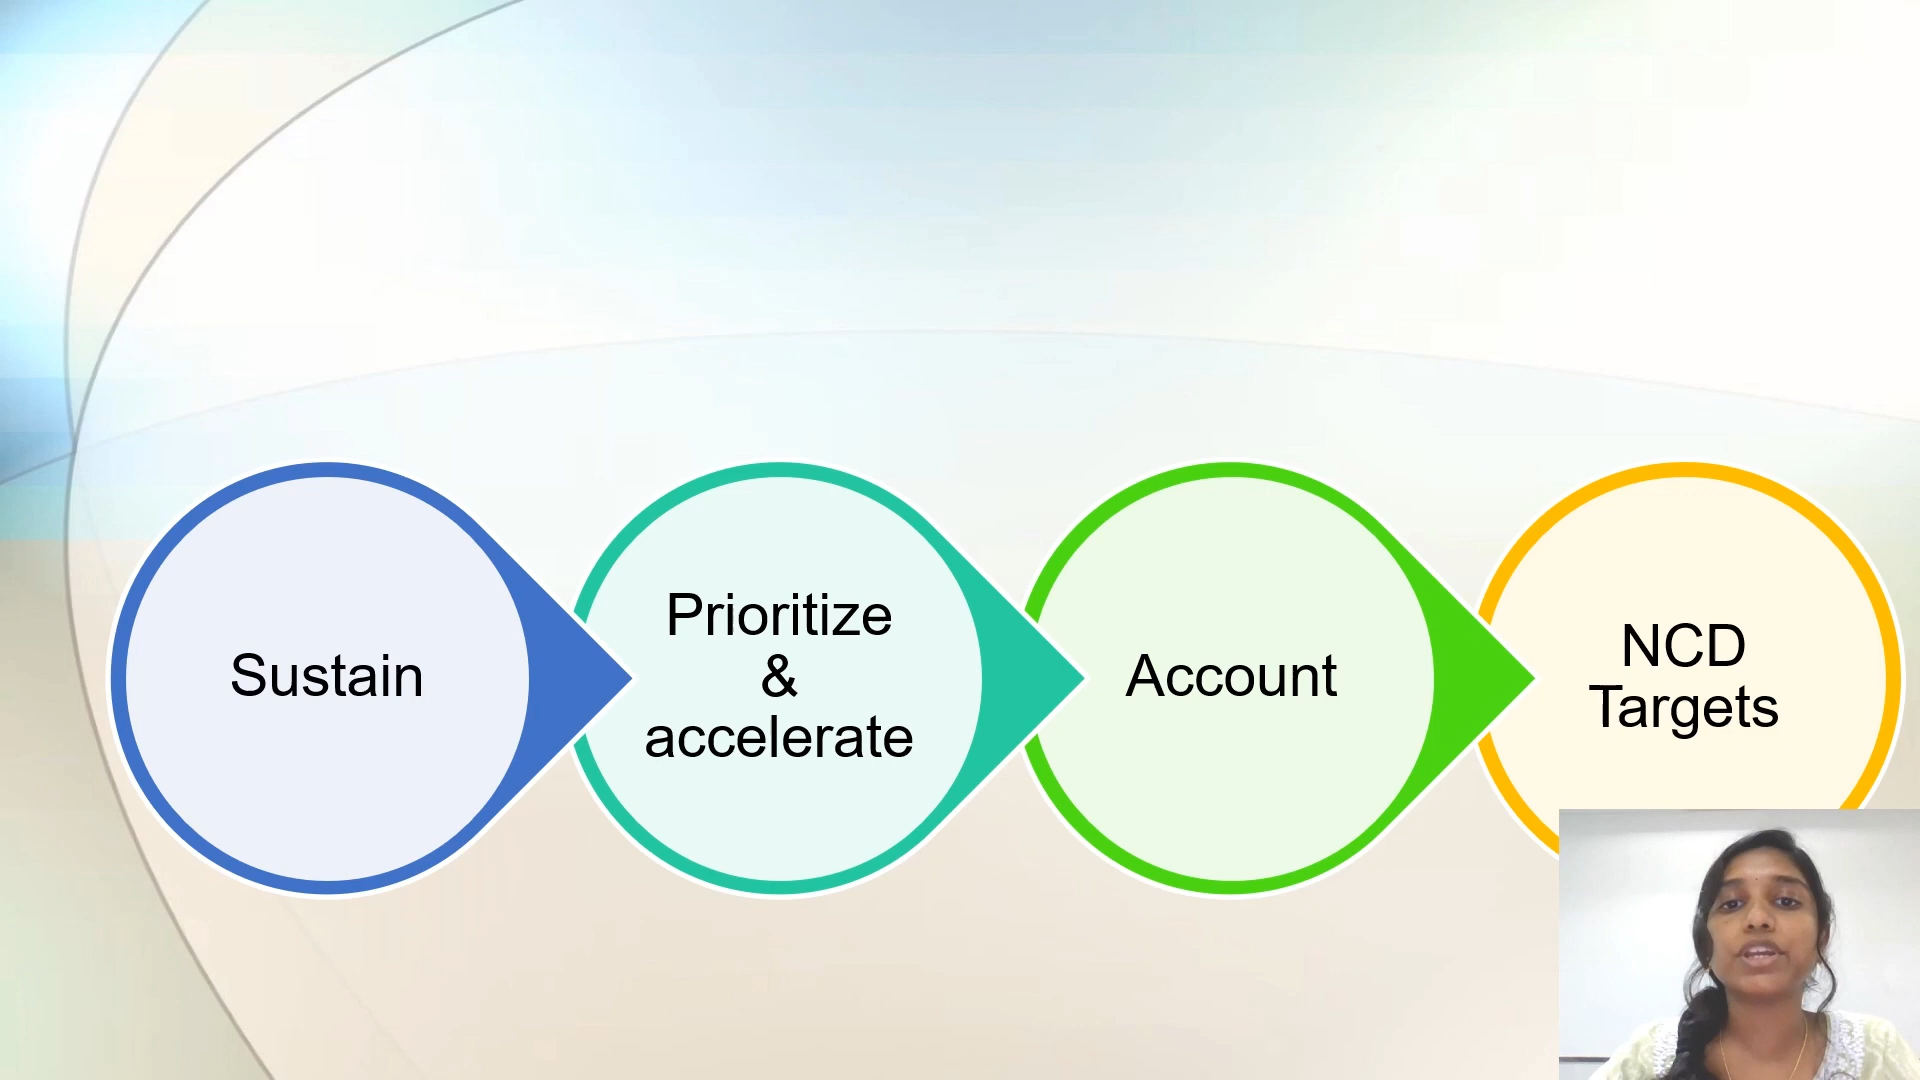 Sustain
Prioritize
&
accelerate
Account
NCD
Targets